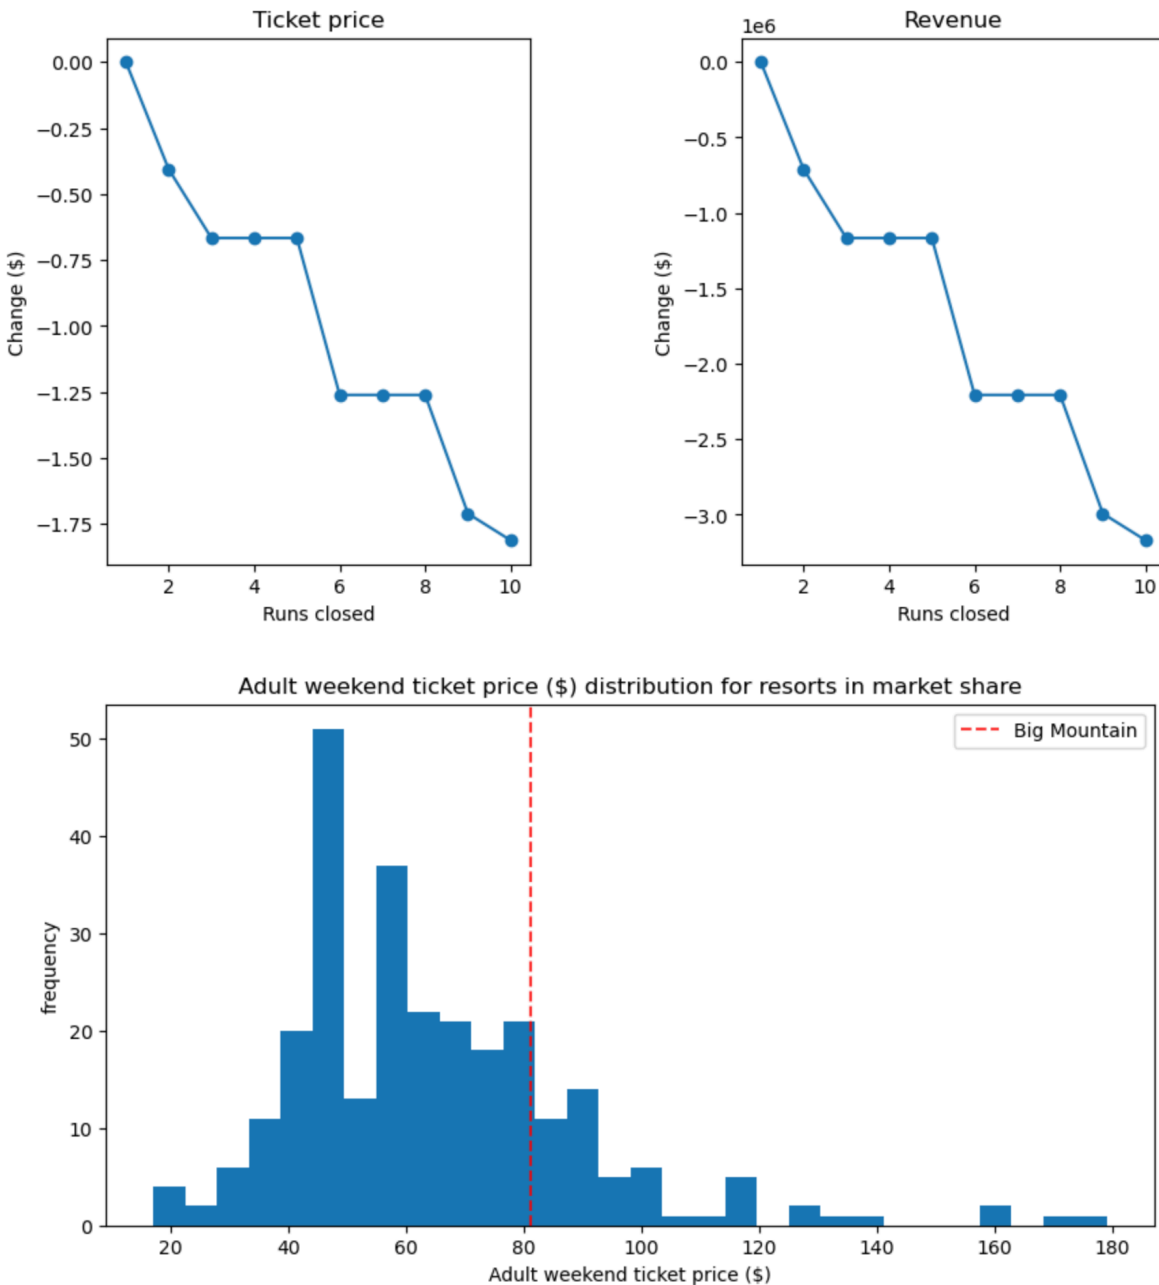 Ticket price
0.00
−0.25
−0.50
−0.75
−1.00
−1.25
−1.50
−1.75
Change ($)
2 4 6 8 10
Runs closed
Revenue
1e6
0.0
−0.5
−1.0
−1.5
−2.0
−2.5
−3.0
Change ($)
2 4 6 8 10
Runs closed
Adult weekend ticket price ($) distribution for resorts in market share
Big Mountain
50
40
30
20
10
0
frequency
20 40 60 80 100 120 140 160 180
Adult weekend ticket price ($)